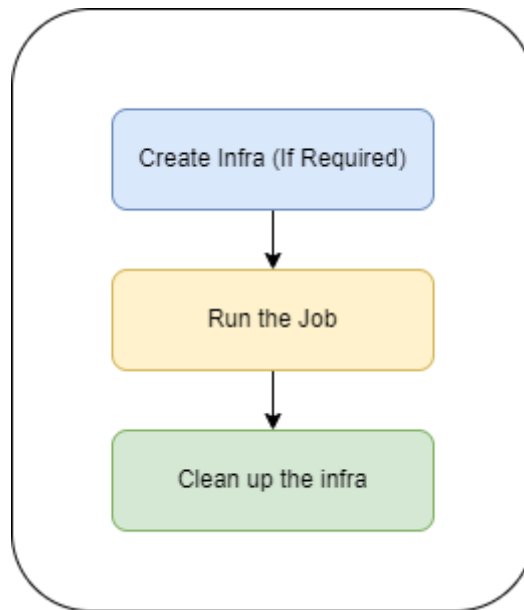 Create Infra (If Required)
Run the Job
Clean up the infra